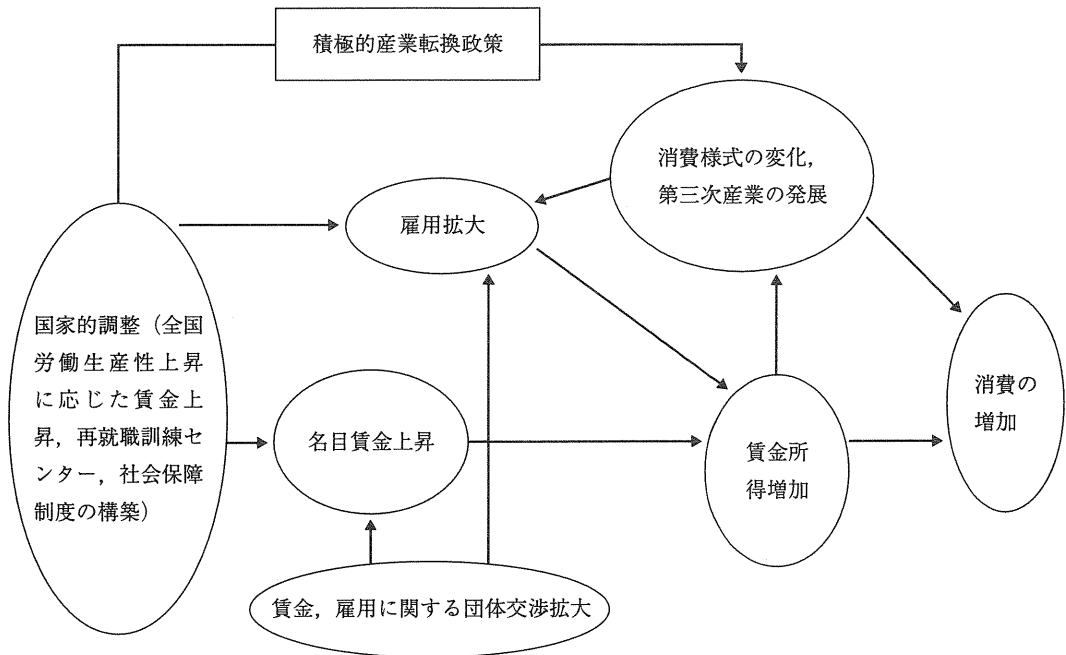 積極的産業転換政策
消費様式の変化，
第三次産業の発展
雇用拡大
国家的調整（全国
労働生産性上昇
に応じた賃金上
昇，再就職訓練セ
ンター，社会保障
制度の構築）
名目賃金上昇
賃金所
得増加
消費の
増加
賃金，雇用に関する団体交渉拡大